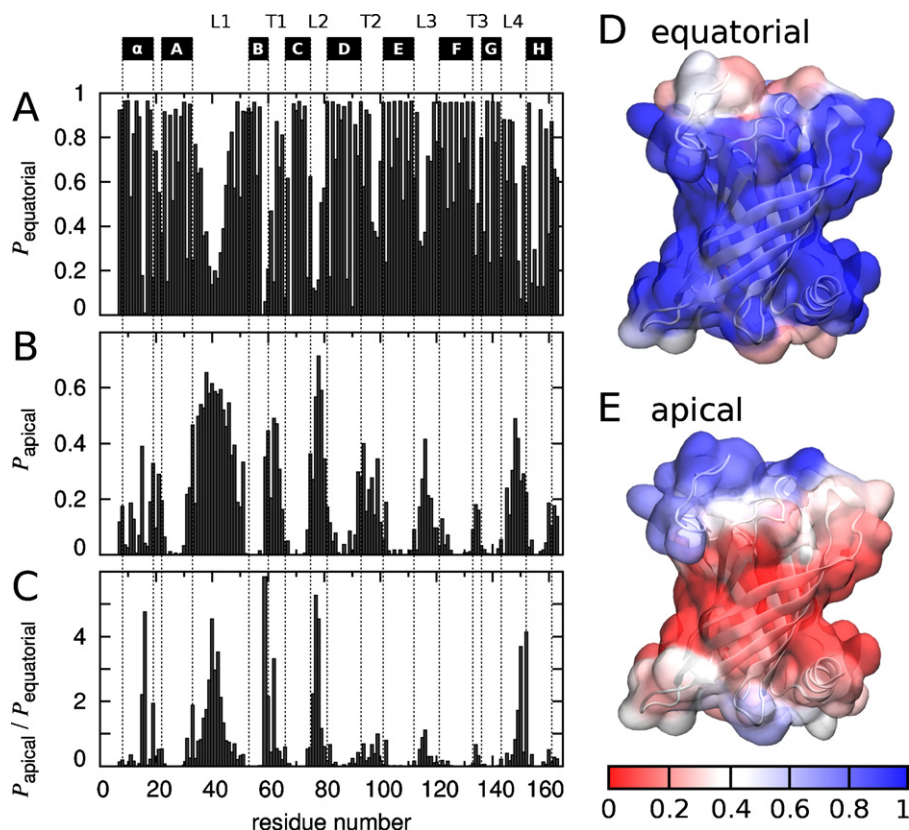 L1 T1 L2 T2 L3 T3 L4
α A B C D E F G H
A
1
0.8
0.6
0.4
0.2
0
Pequatorial
B
0.6
0.4
0.2
0
Papical
C
4
2
0
Papical / Pequatorial
0 20 40 60 80 100 120 140 160
residue number
D equatorial
E apical
0 0.2 0.4 0.6 0.8 1